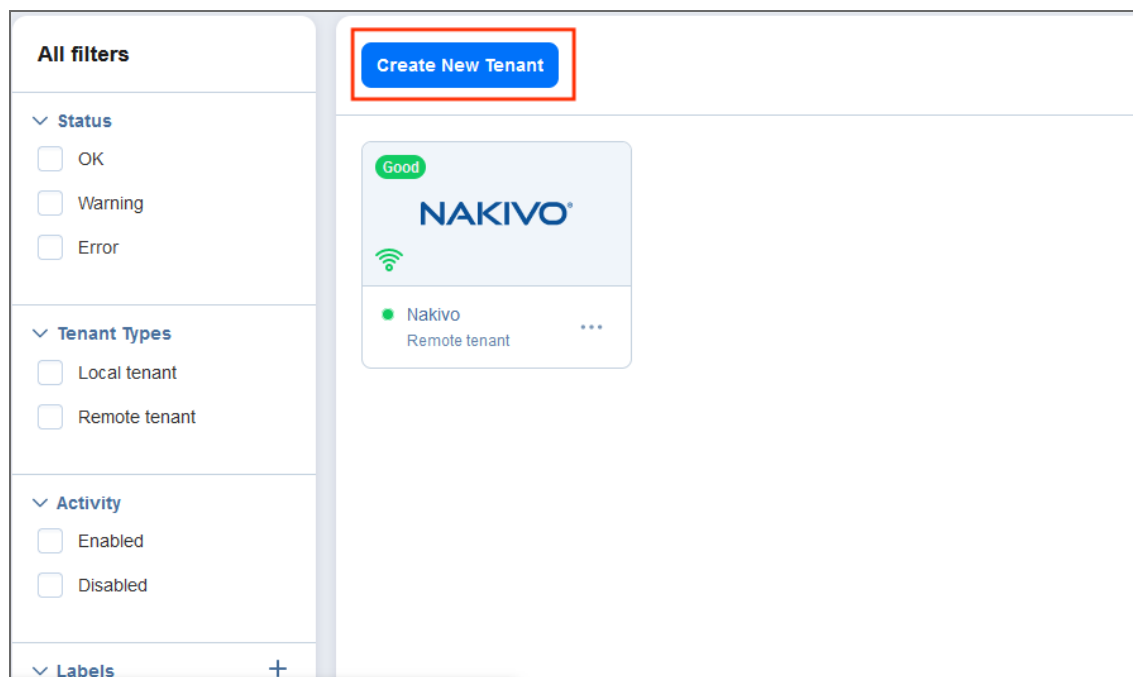 All filters
Status
OK
Warning
Error
Tenant Types
Local tenant
Remote tenant
Activity
Enabled
Disabled
Labels
Create New Tenant
Good
NAKIVO®
Nakivo
Remote tenant